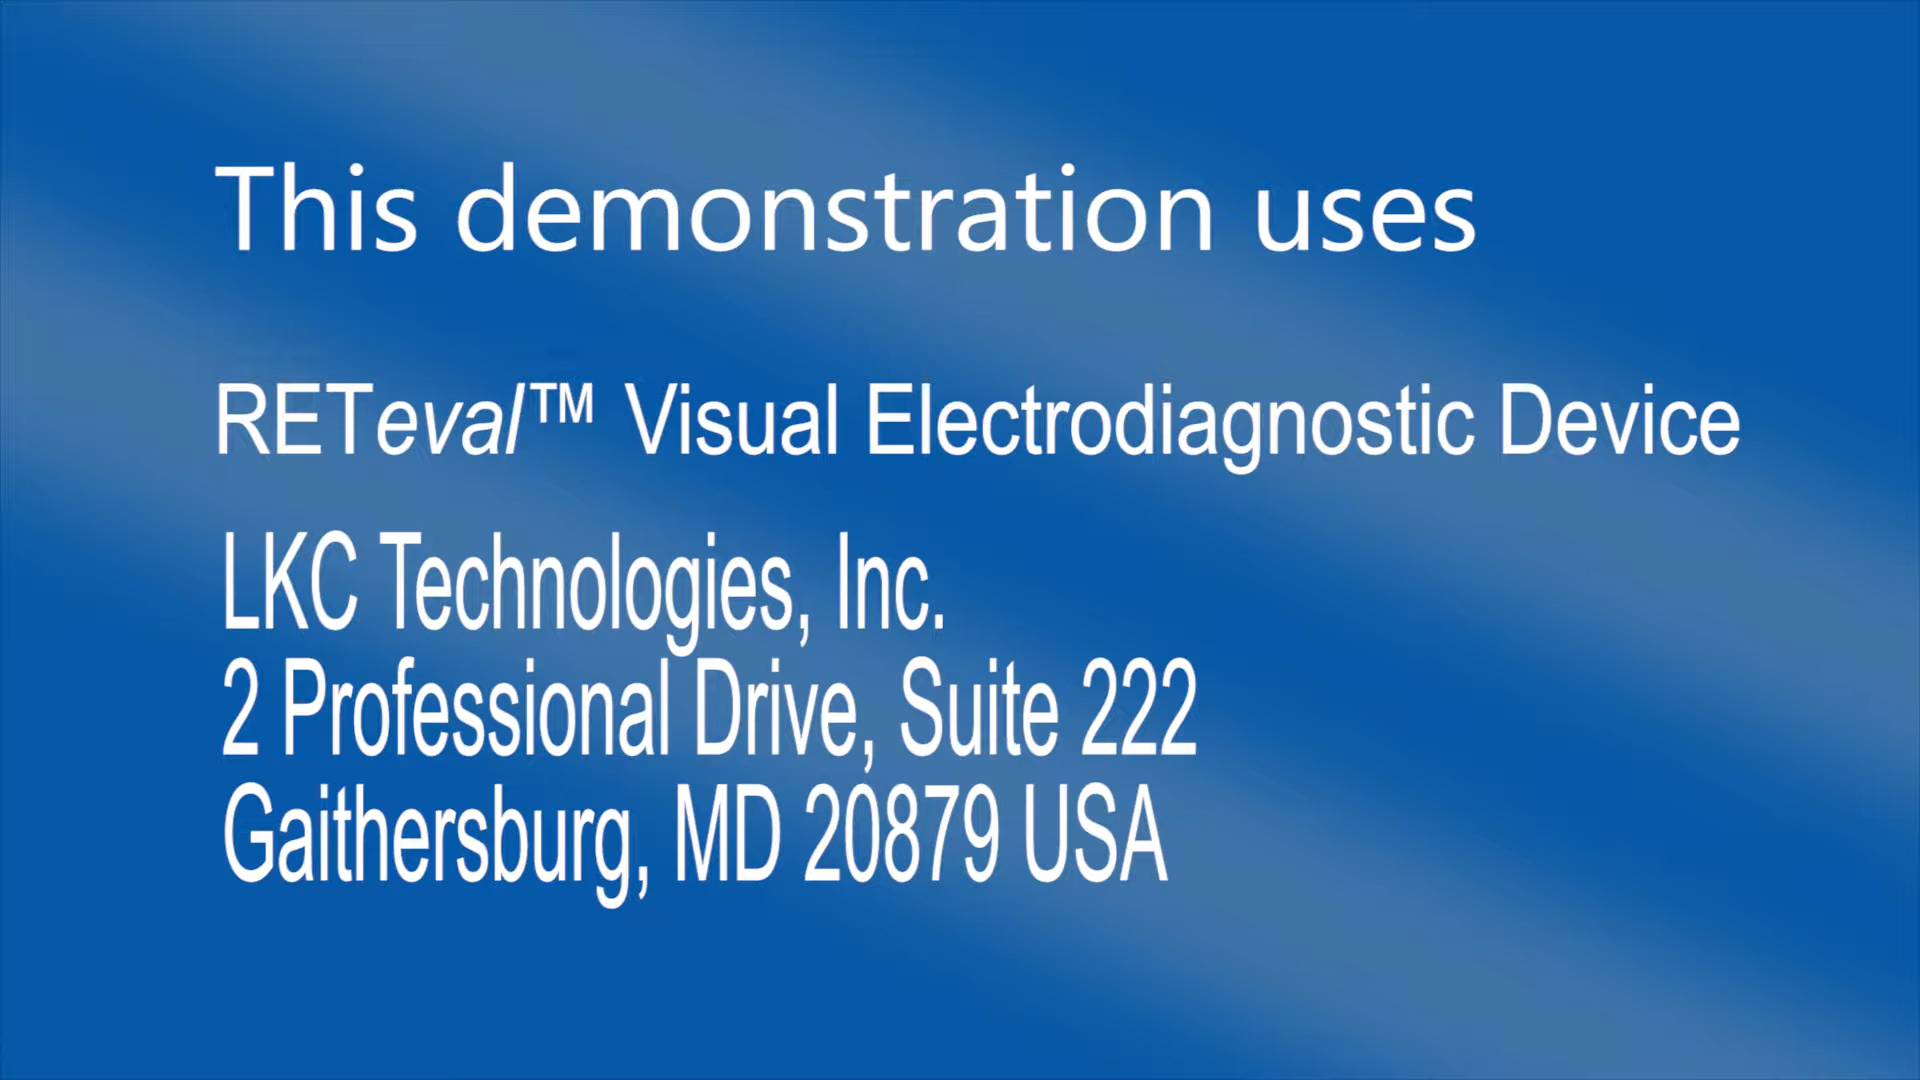 This demonstration uses
RETeval™ Visual Electrodiagnostic Device
LKC Technologies, Inc.
2 Professional Drive, Suite 222
Gaithersburg, MD 20879 USA